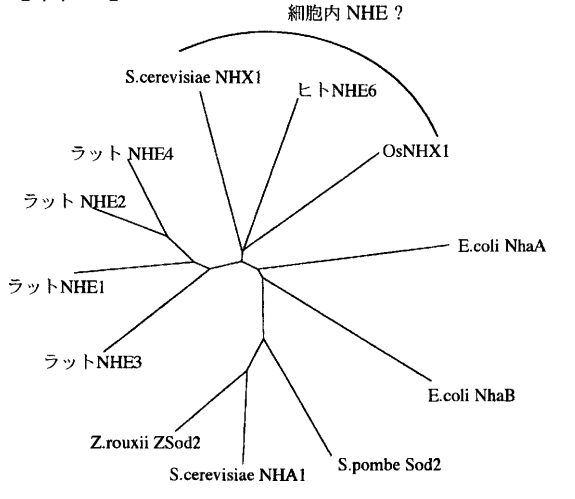 細胞内 NHE ?
S.cerevisiae NHX1
ヒトNHE6
ラット NHE4
OsNHX1
ラット NHE2
E.coli NhaA
ラットNHE1
ラットNHE3
E.coli NhaB
Z.rouxii ZSod2
S.pombe Sod2
S.cerevisiae NHA1